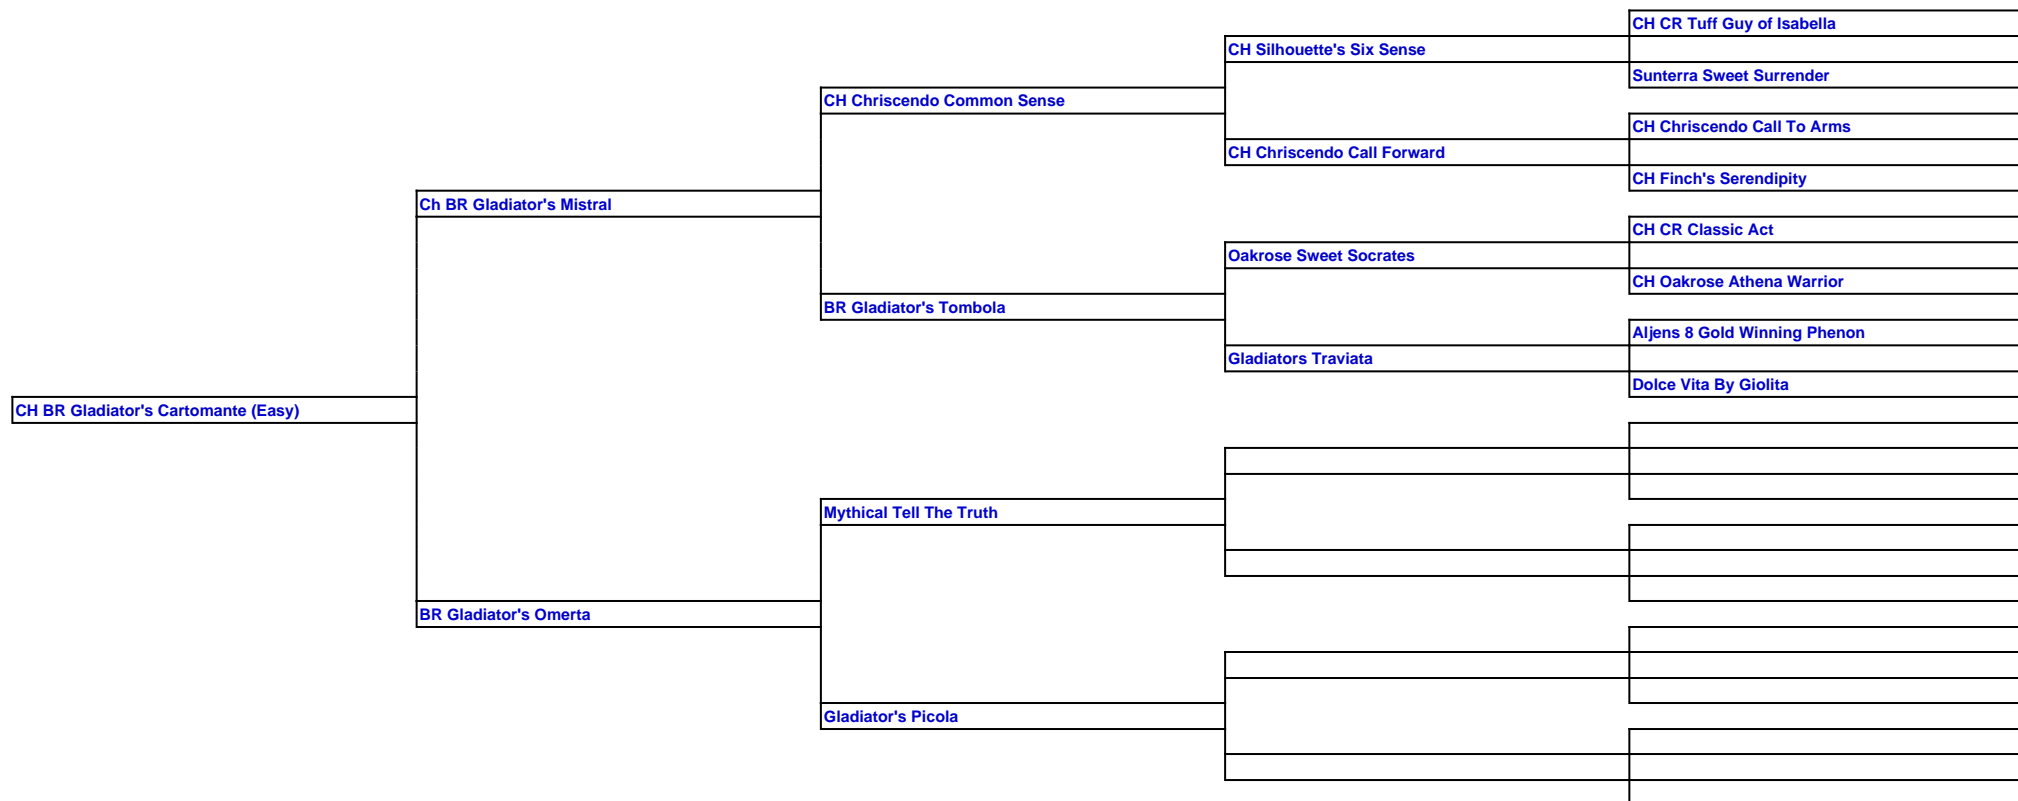 CH CR Tuff Guy of Isabella
CH Silhouette's Six Sense
Sunterra Sweet Surrender
CH Chriscendo Common Sense
CH Chriscendo Call To Arms
CH Chriscendo Call Forward
CH Finch's Serendipity
Ch BR Gladiator's Mistral
CH CR Classic Act
Oakrose Sweet Socrates
CH Oakrose Athena Warrior
BR Gladiator's Tombola
Aljens 8 Gold Winning Phenon
Gladiators Traviata
Dolce Vita By Giolita
CH BR Gladiator's Cartomante (Easy)
Mythical Tell The Truth
BR Gladiator's Omerta
Gladiator's Picola